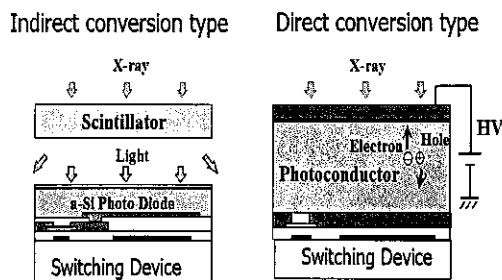 Indirect conversion type
X-ray
Scintillator
Light
a-Si Photo Diode
Switching Device
Direct conversion type
X-ray
HV
Hole
Electron
Photoconductor
Switching Device